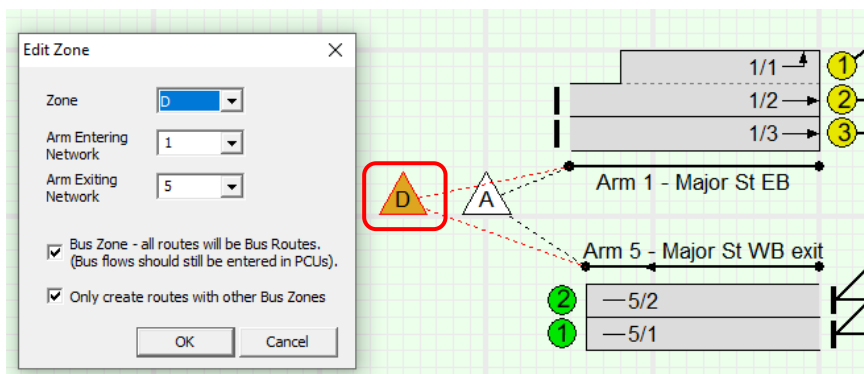 Edit Zone
Zone
D
Arm Entering
Network
1
Arm Exiting
Network
5
Bus Zone - all routes will be Bus Routes.
(Bus flows should still be entered in PCUs).
Only create routes with other Bus Zones
OK
Cancel
D
A
1/1
1
1/2
2
1/3
3
Arm 1 - Major St EB
Arm 5 - Major St WB exit
2
5/2
1
5/1